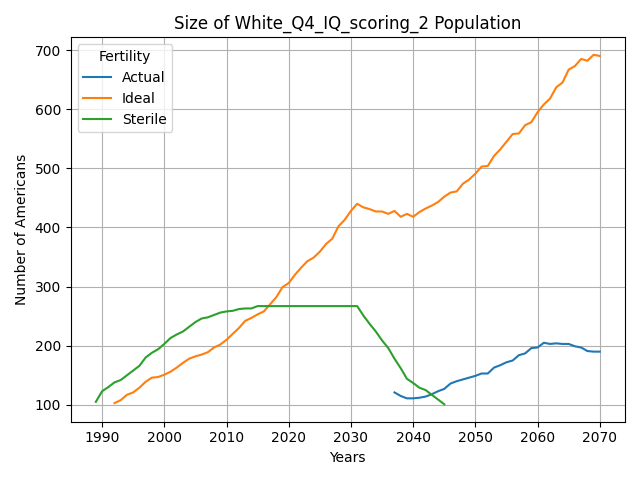 Size of White_Q4_IQ_scoring_2 Population
Number of Americans
700
600
500
400
300
200
100
Fertility
Actual
Ideal
Sterile
1990 2000 2010 2020 2030 2040 2050 2060 2070
Years